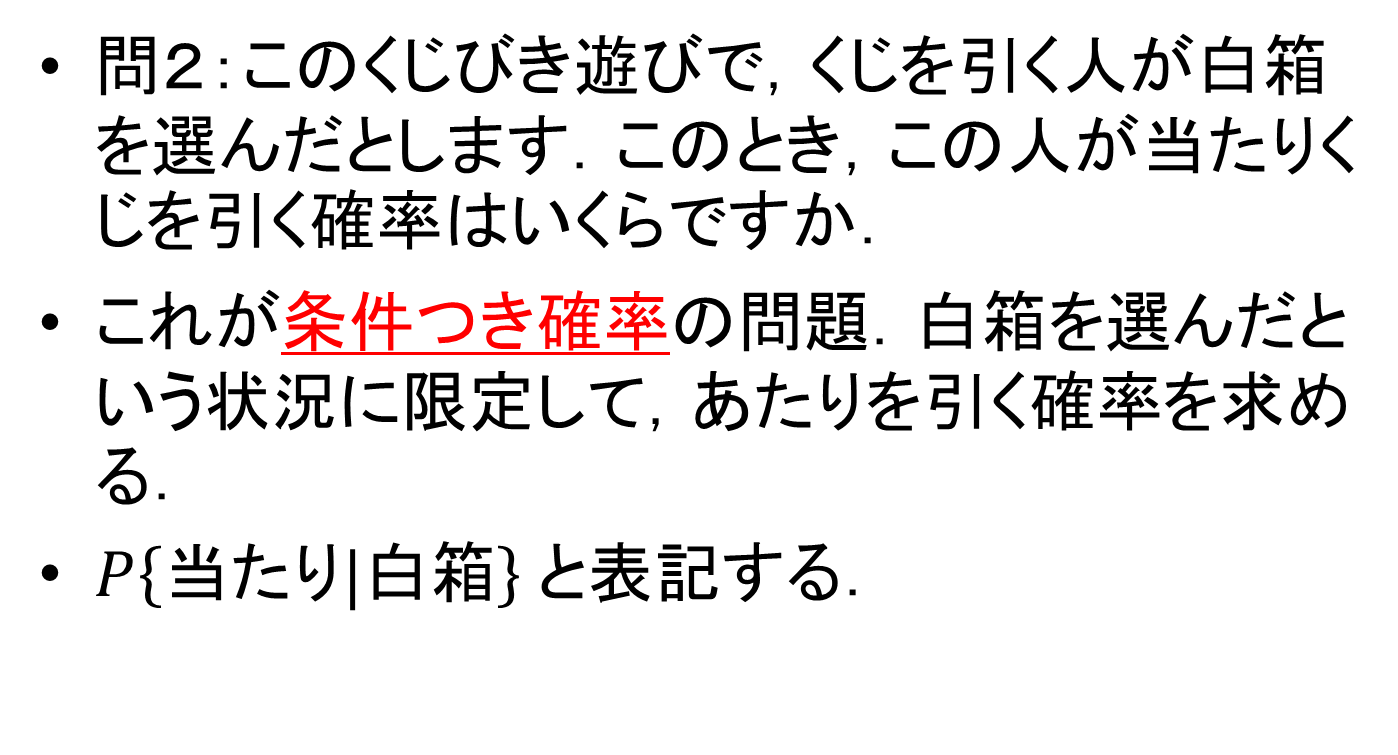 • 問２：このくじびき遊びで，くじを引く人が白箱
を選んだとします．このとき，この人が当たりく
じを引く確率はいくらですか．
• これが条件つき確率の問題．白箱を選んだと
いう状況に限定して，あたりを引く確率を求め
る．
• P{当たり|白箱} と表記する．